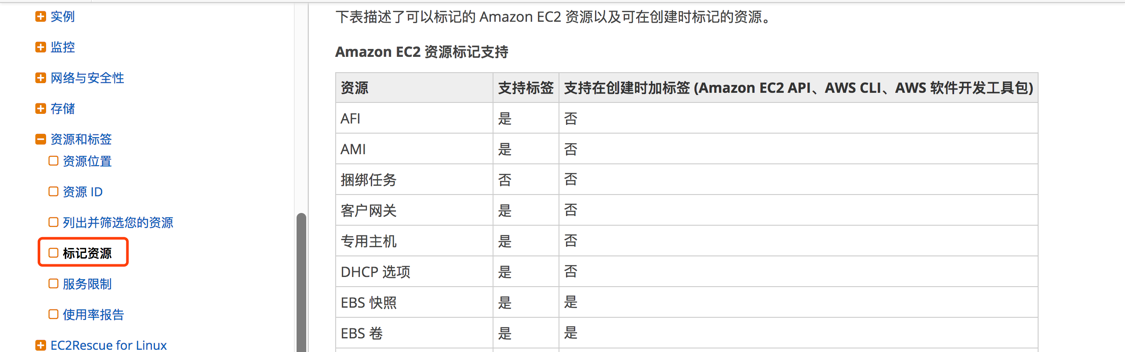 实例
监控
网络与安全性
存储
资源和标签
资源位置
资源 ID
列出并筛选您的资源
标记资源
服务限制
使用率报告
EC2Rescue for Linux
下表描述了可以标记的 Amazon EC2 资源以及可在创建时标记的资源。
Amazon EC2 资源标记支持
资源 支持标签 支持在创建时加标签 (Amazon EC2 API、AWS CLI、AWS 软件开发工具包)
AFI 是 否
AMI 是 否
捆绑任务 否 否
客户网关 是 否
专用主机 是 否
DHCP 选项 是 否
EBS 快照 是 是
EBS 卷 是 是